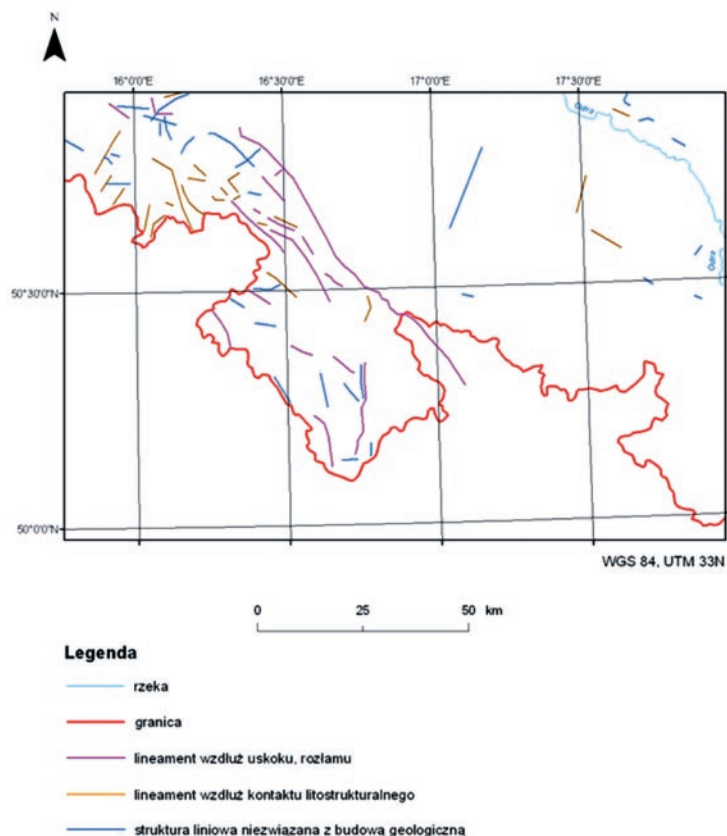 N
16°0'0"E 16°30'0"E 17°0'0"E 17°30'0"E
Odra
Odra
50°30'0"N
50°0'0"N
WGS 84, UTM 33N
0 25 50 km
Legenda
rzeka
granica
lineament wzdłuż uskoku, rozłamu
lineament wzdłuż kontaktu litostrukturalnego
struktura liniowa niezwiązana z budową geologiczną